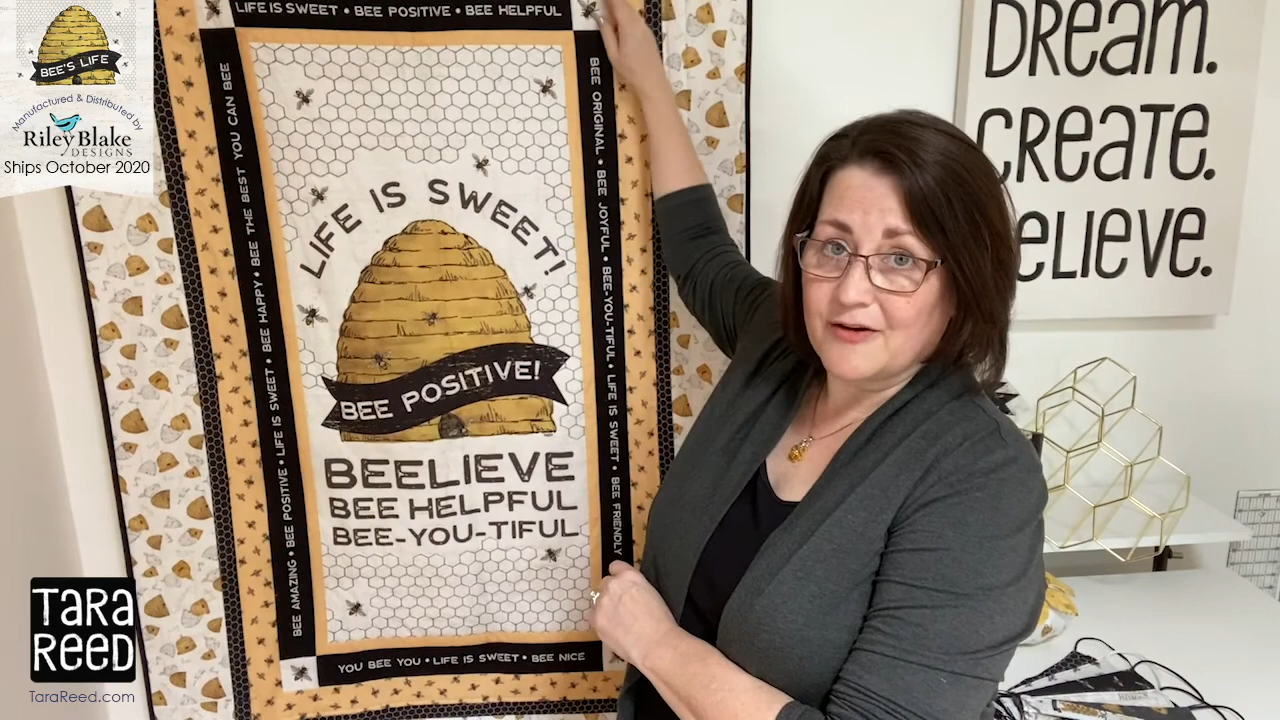 BEE'S LIFE
Manufactured & Distributed by
Riley Blake
DESIGNS
Ships October 2020
LIFE IS SWEET • BEE POSITIVE • BEE HELPFUL
BEE AMAZING • BEE POSITIVE • LIFE IS SWEET • BEE HAPPY • BEE THE BEST YOU CAN BEE
BEE ORIGINAL • BEE JOYFUL • BEE-YOU-TIFUL • LIFE IS SWEET • BEE FRIENDLY
LIFE IS SWEET!
BEE POSITIVE!
BEELIEVE
BEE HELPFUL
BEE-YOU-TIFUL
YOU BEE YOU • LIFE IS SWEET • BEE NICE
DREAM.
CREATE.
ELIEVE.
TARA
REED
TaraReed.com